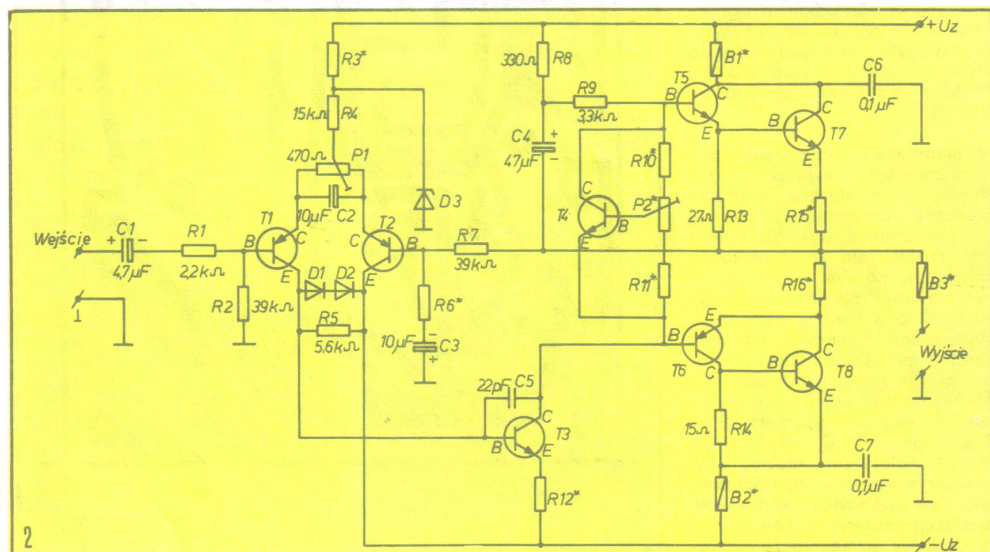 +Uz
R3*
330Ω R8
B1*
C6
0,1µF
15kΩ R4
R9
3,3kΩ
T5
B C E
B C E
T7
470Ω P1
C4
47µF
R10*
10µF C2
D3
P2*
T4
C B E
27Ω R13
R15*
Wejście
C1
4,7µF
R1
2,2kΩ
T1
B C E
T2
C B E
R7
39kΩ
R2 39kΩ
D1 D2
R5
5,6kΩ
R6*
10µF C3
R11*
R16*
B3*
⊥
Wyjście
B E C
T6
B C E
T8
22pF C5
T3
B C E
15Ω R14
R12*
C7
0,1µF
B2*
-Uz
2